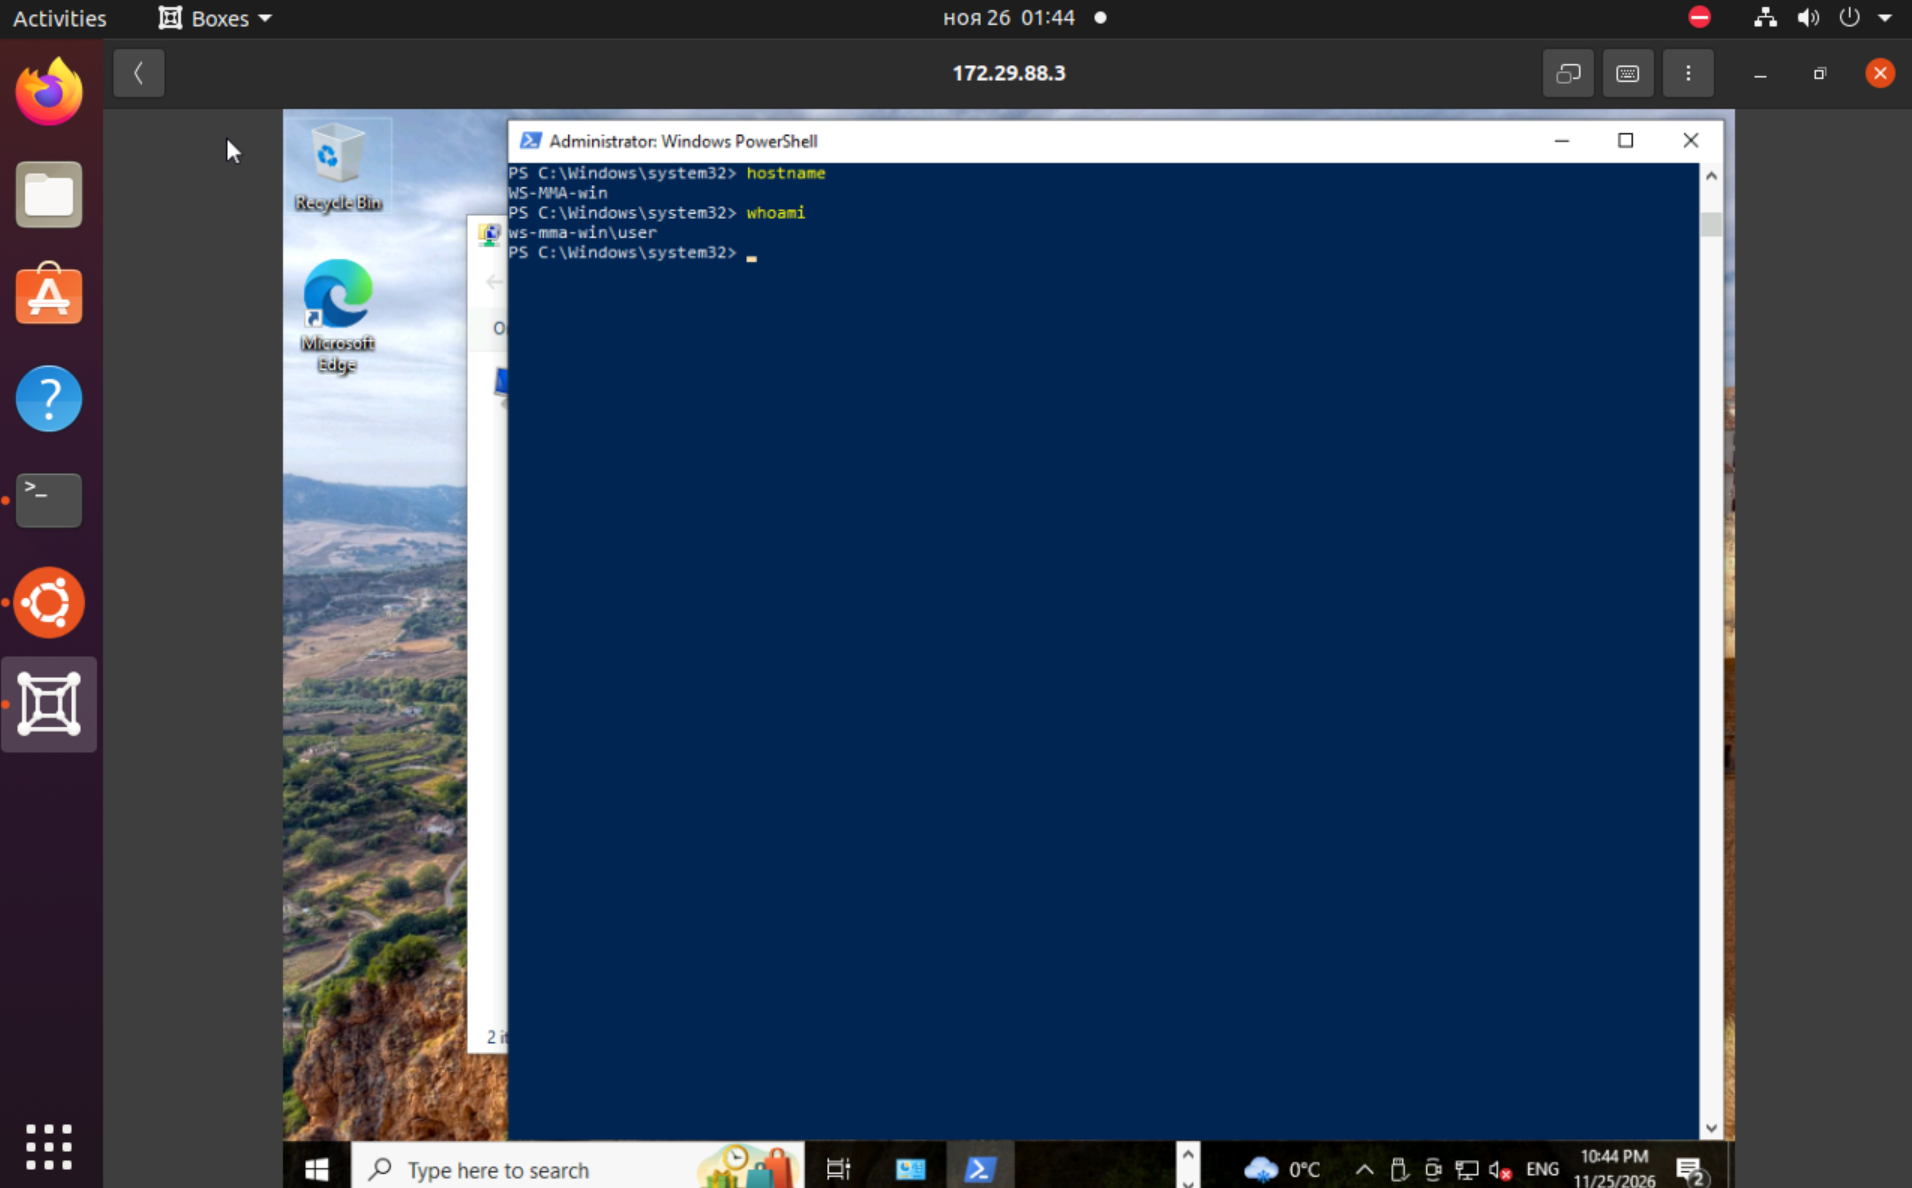 Activities
Boxes
ноя 26 01:44
172.29.88.3
Recycle Bin
Microsoft
Edge
Administrator: Windows PowerShell
PS C:\Windows\system32> hostname
WS-MMA-win
PS C:\Windows\system32> whoami
ws-mma-win\user
PS C:\Windows\system32>
2
Type here to search
0°C
ENG
10:44 PM
11/25/2026
2